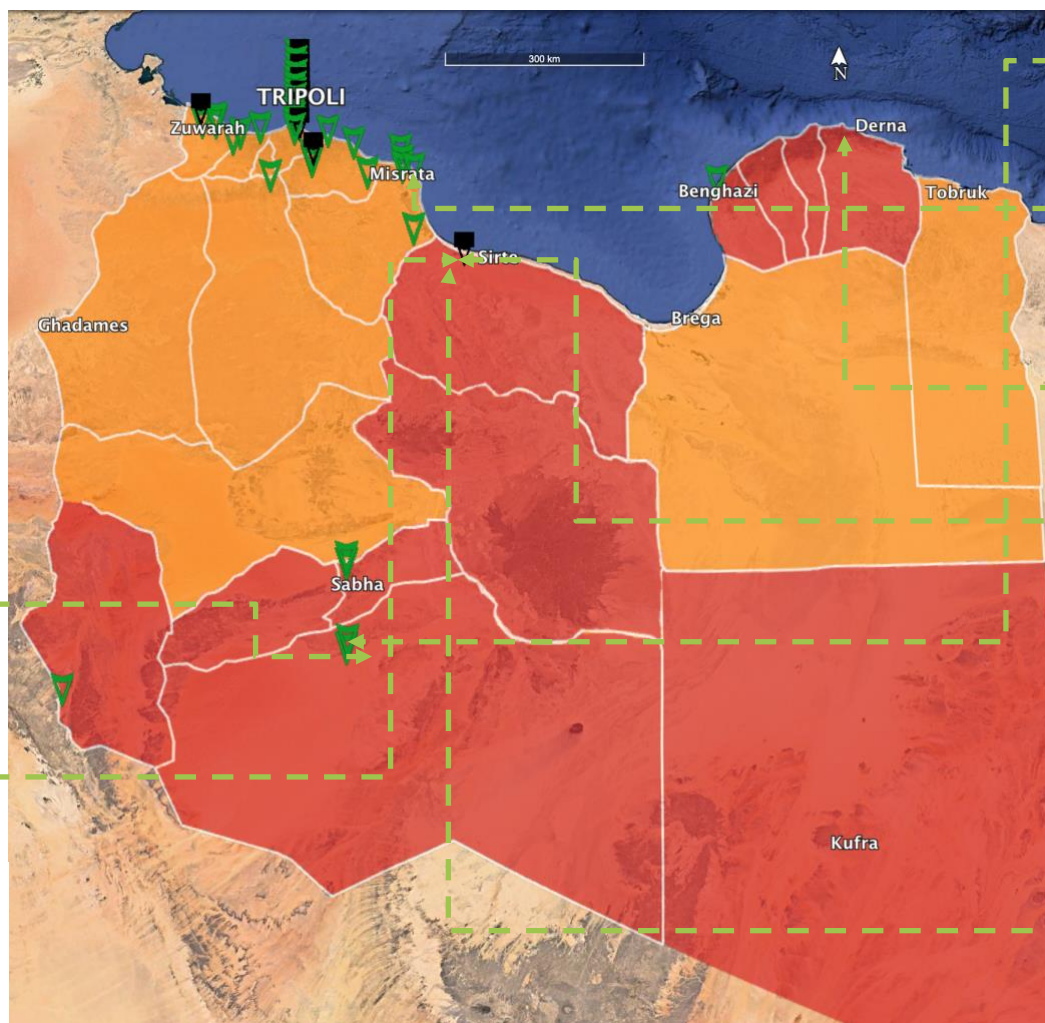 300 km
N
TRIPOLI
Zuwarah
Derna
Misrata
Benghazi
Tobruk
Sirte
Brega
Ghadames
Sabha
Kufra